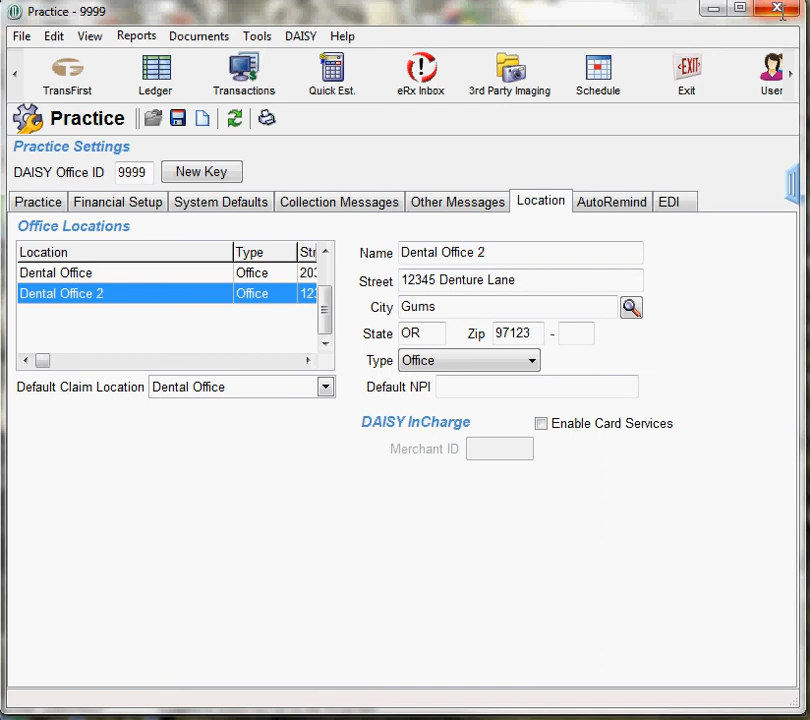 Practice - 9999
File Edit View Reports Documents Tools DAISY Help
TransFirst Ledger Transactions Quick Est. eRx Inbox 3rd Party Imaging Schedule EXIT Exit User
Practice
Practice Settings
DAISY Office ID 9999 New Key
Practice Financial Setup System Defaults Collection Messages Other Messages Location AutoRemind EDI
Office Locations
Location Type Str
Dental Office Office 203
Dental Office 2 Office 123
Default Claim Location Dental Office
Name Dental Office 2
Street 12345 Denture Lane
City Gums
State OR Zip 97123 -
Type Office
Default NPI
DAISY InCharge Enable Card Services
Merchant ID